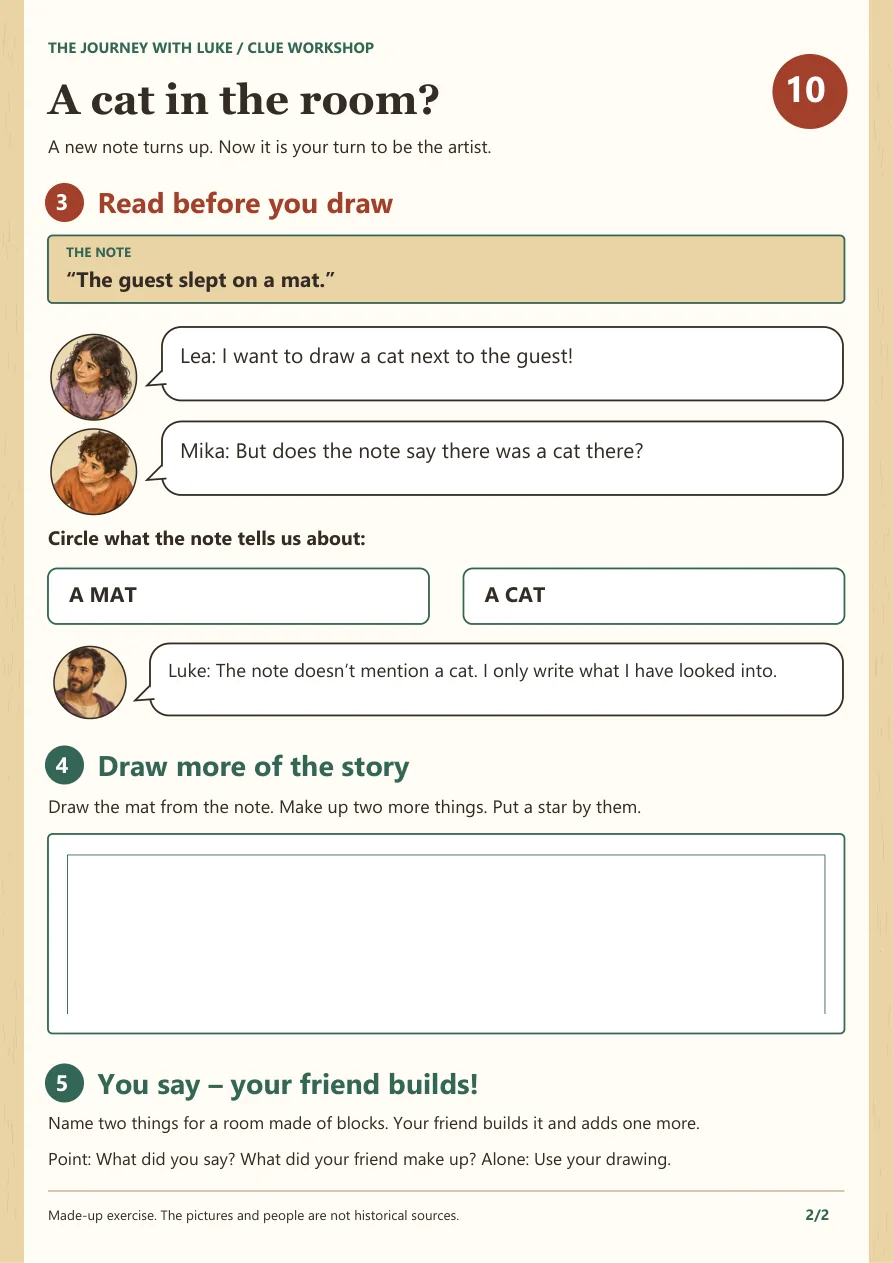 THE JOURNEY WITH LUKE / CLUE WORKSHOP
A cat in the room?
10
A new note turns up. Now it is your turn to be the artist.
3 Read before you draw
THE NOTE
“The guest slept on a mat.”
Lea: I want to draw a cat next to the guest!
Mika: But does the note say there was a cat there?
Circle what the note tells us about:
A MAT
A CAT
Luke: The note doesn’t mention a cat. I only write what I have looked into.
4 Draw more of the story
Draw the mat from the note. Make up two more things. Put a star by them.
5 You say – your friend builds!
Name two things for a room made of blocks. Your friend builds it and adds one more.
Point: What did you say? What did your friend make up? Alone: Use your drawing.
Made-up exercise. The pictures and people are not historical sources.
2/2